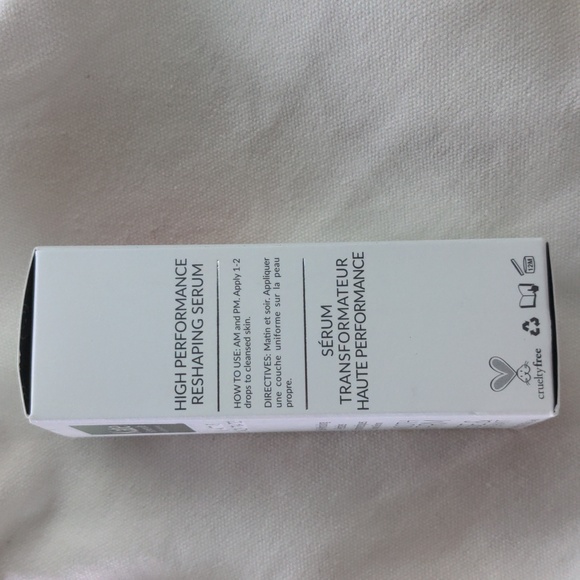 HIGH PERFORMANCE
RESHAPING SERUM
HOW TO USE: AM and PM. Apply 1-2
drops to cleansed skin.
DIRECTIVES: Matin et soir. Appliquer
une couche uniforme sur la peau
propre.
SÉRUM
TRANSFORMATEUR
HAUTE PERFORMANCE
crueltyfree
12M